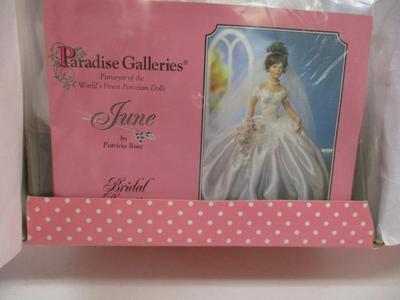 Paradise Galleries®
Purveyor of the
World's Finest Porcelain Dolls
June
by
Patricia Rose
Bridal